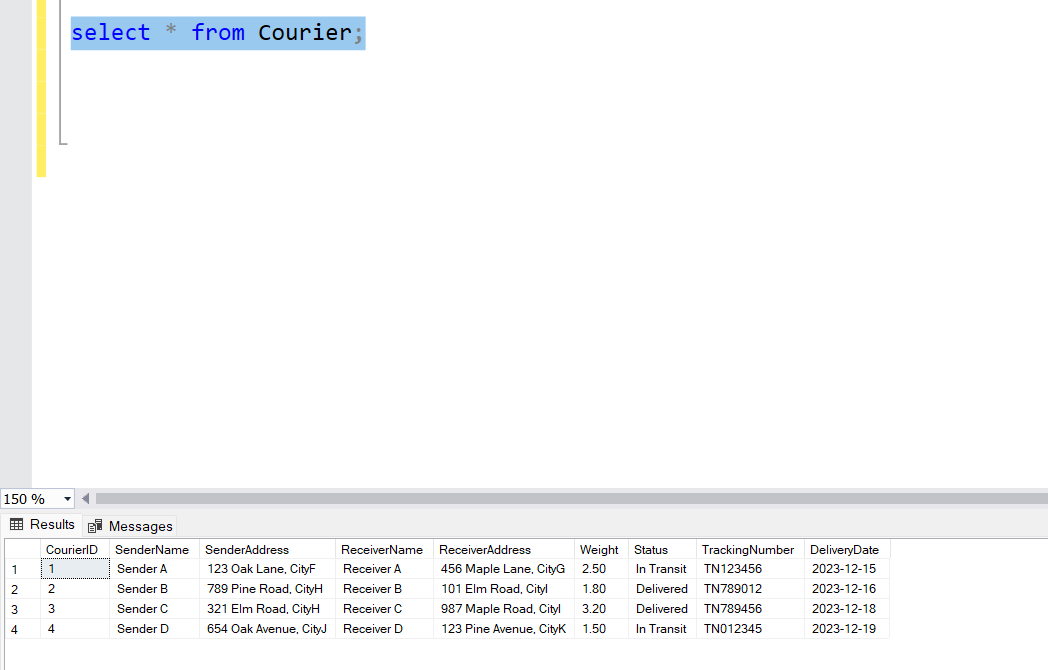 select * from Courier;
150 %
Results Messages
CourierID SenderName SenderAddress ReceiverName ReceiverAddress Weight Status TrackingNumber DeliveryDate
1 1 Sender A 123 Oak Lane, CityF Receiver A 456 Maple Lane, CityG 2.50 In Transit TN123456 2023-12-15
2 2 Sender B 789 Pine Road, CityH Receiver B 101 Elm Road, CityI 1.80 Delivered TN789012 2023-12-16
3 3 Sender C 321 Elm Road, CityH Receiver C 987 Maple Road, CityI 3.20 Delivered TN789456 2023-12-18
4 4 Sender D 654 Oak Avenue, CityJ Receiver D 123 Pine Avenue, CityK 1.50 In Transit TN012345 2023-12-19